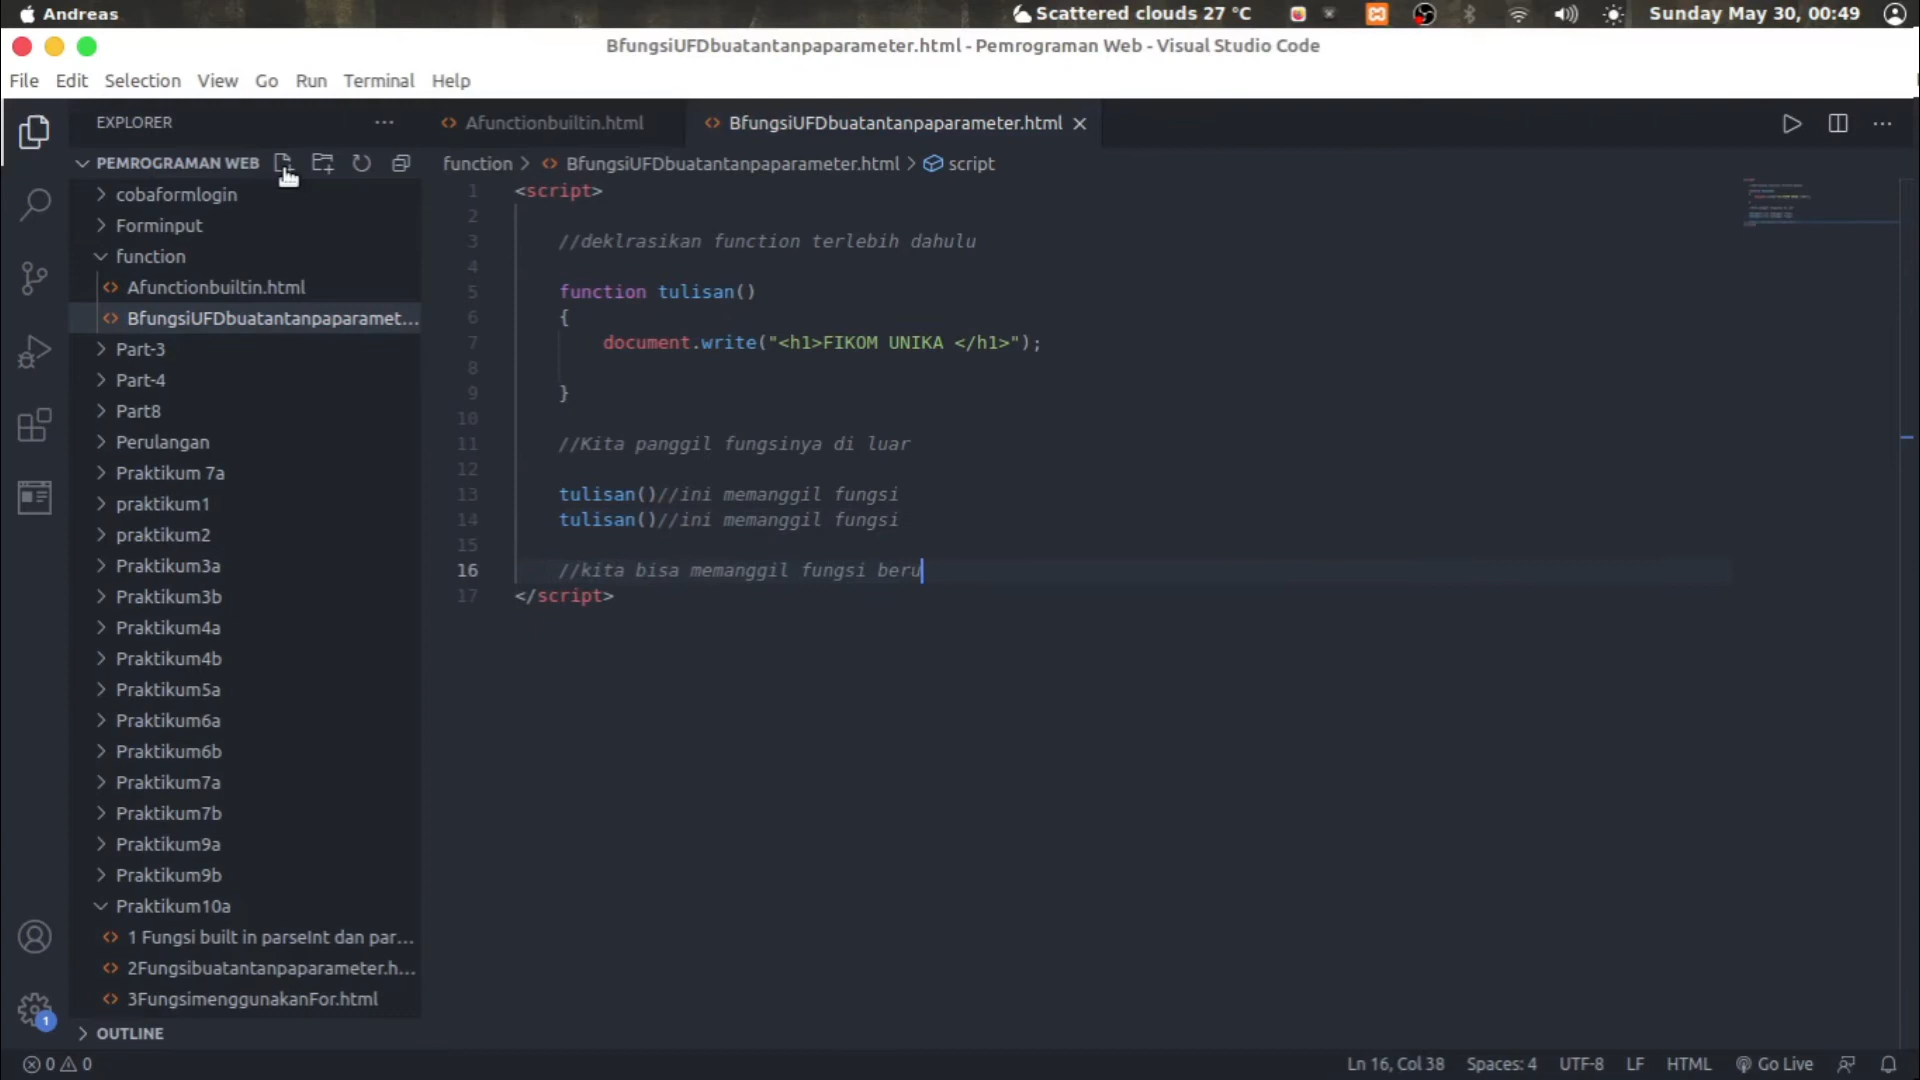 Andreas
Scattered clouds 27 °C
Sunday May 30, 00:49
BfungsiUFDbuatantanpaparameter.html - Pemrograman Web - Visual Studio Code
File Edit Selection View Go Run Terminal Help
EXPLORER
Afunctionbuiltin.html
BfungsiUFDbuatantanpaparameter.html
PEMROGRAMAN WEB
function > BfungsiUFDbuatantanpaparameter.html > script
cobaformlogin
Forminput
function
Afunctionbuiltin.html
BfungsiUFDbuatantanpaparamet...
Part-3
Part-4
Part8
Perulangan
Praktikum 7a
praktikum1
praktikum2
Praktikum3a
Praktikum3b
Praktikum4a
Praktikum4b
Praktikum5a
Praktikum6a
Praktikum6b
Praktikum7a
Praktikum7b
Praktikum9a
Praktikum9b
Praktikum10a
1 Fungsi built in parseInt dan par...
2Fungsibuatantanpaparameter.h...
3FungsimenggunakanFor.html
OUTLINE
1 <script>
2
3 //deklrasikan function terlebih dahulu
4
5 function tulisan()
6 {
7 document.write("<h1>FIKOM UNIKA </h1>");
8
9 }
10
11 //Kita panggil fungsinya di luar
12
13 tulisan()//ini memanggil fungsi
14 tulisan()//ini memanggil fungsi
15
16 //kita bisa memanggil fungsi beru
17 </script>
1
0 0
Ln 16, Col 38 Spaces: 4 UTF-8 LF HTML Go Live